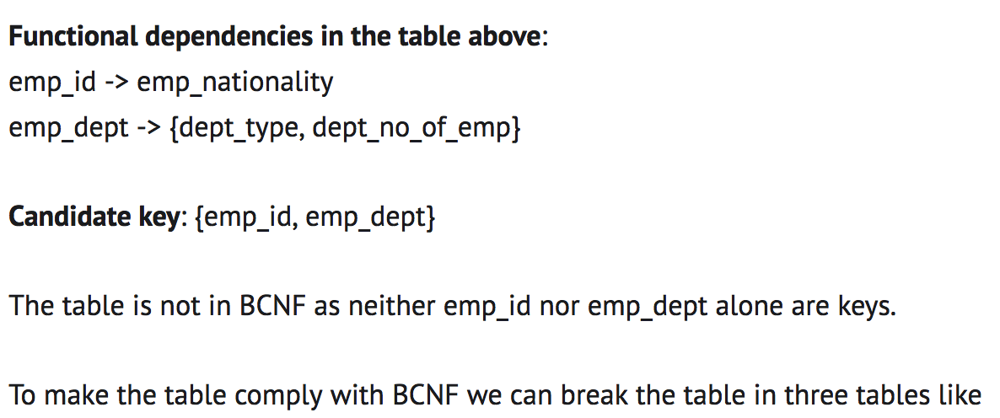 Functional dependencies in the table above:
emp_id -> emp_nationality
emp_dept -> {dept_type, dept_no_of_emp}
Candidate key: {emp_id, emp_dept}
The table is not in BCNF as neither emp_id nor emp_dept alone are keys.
To make the table comply with BCNF we can break the table in three tables like